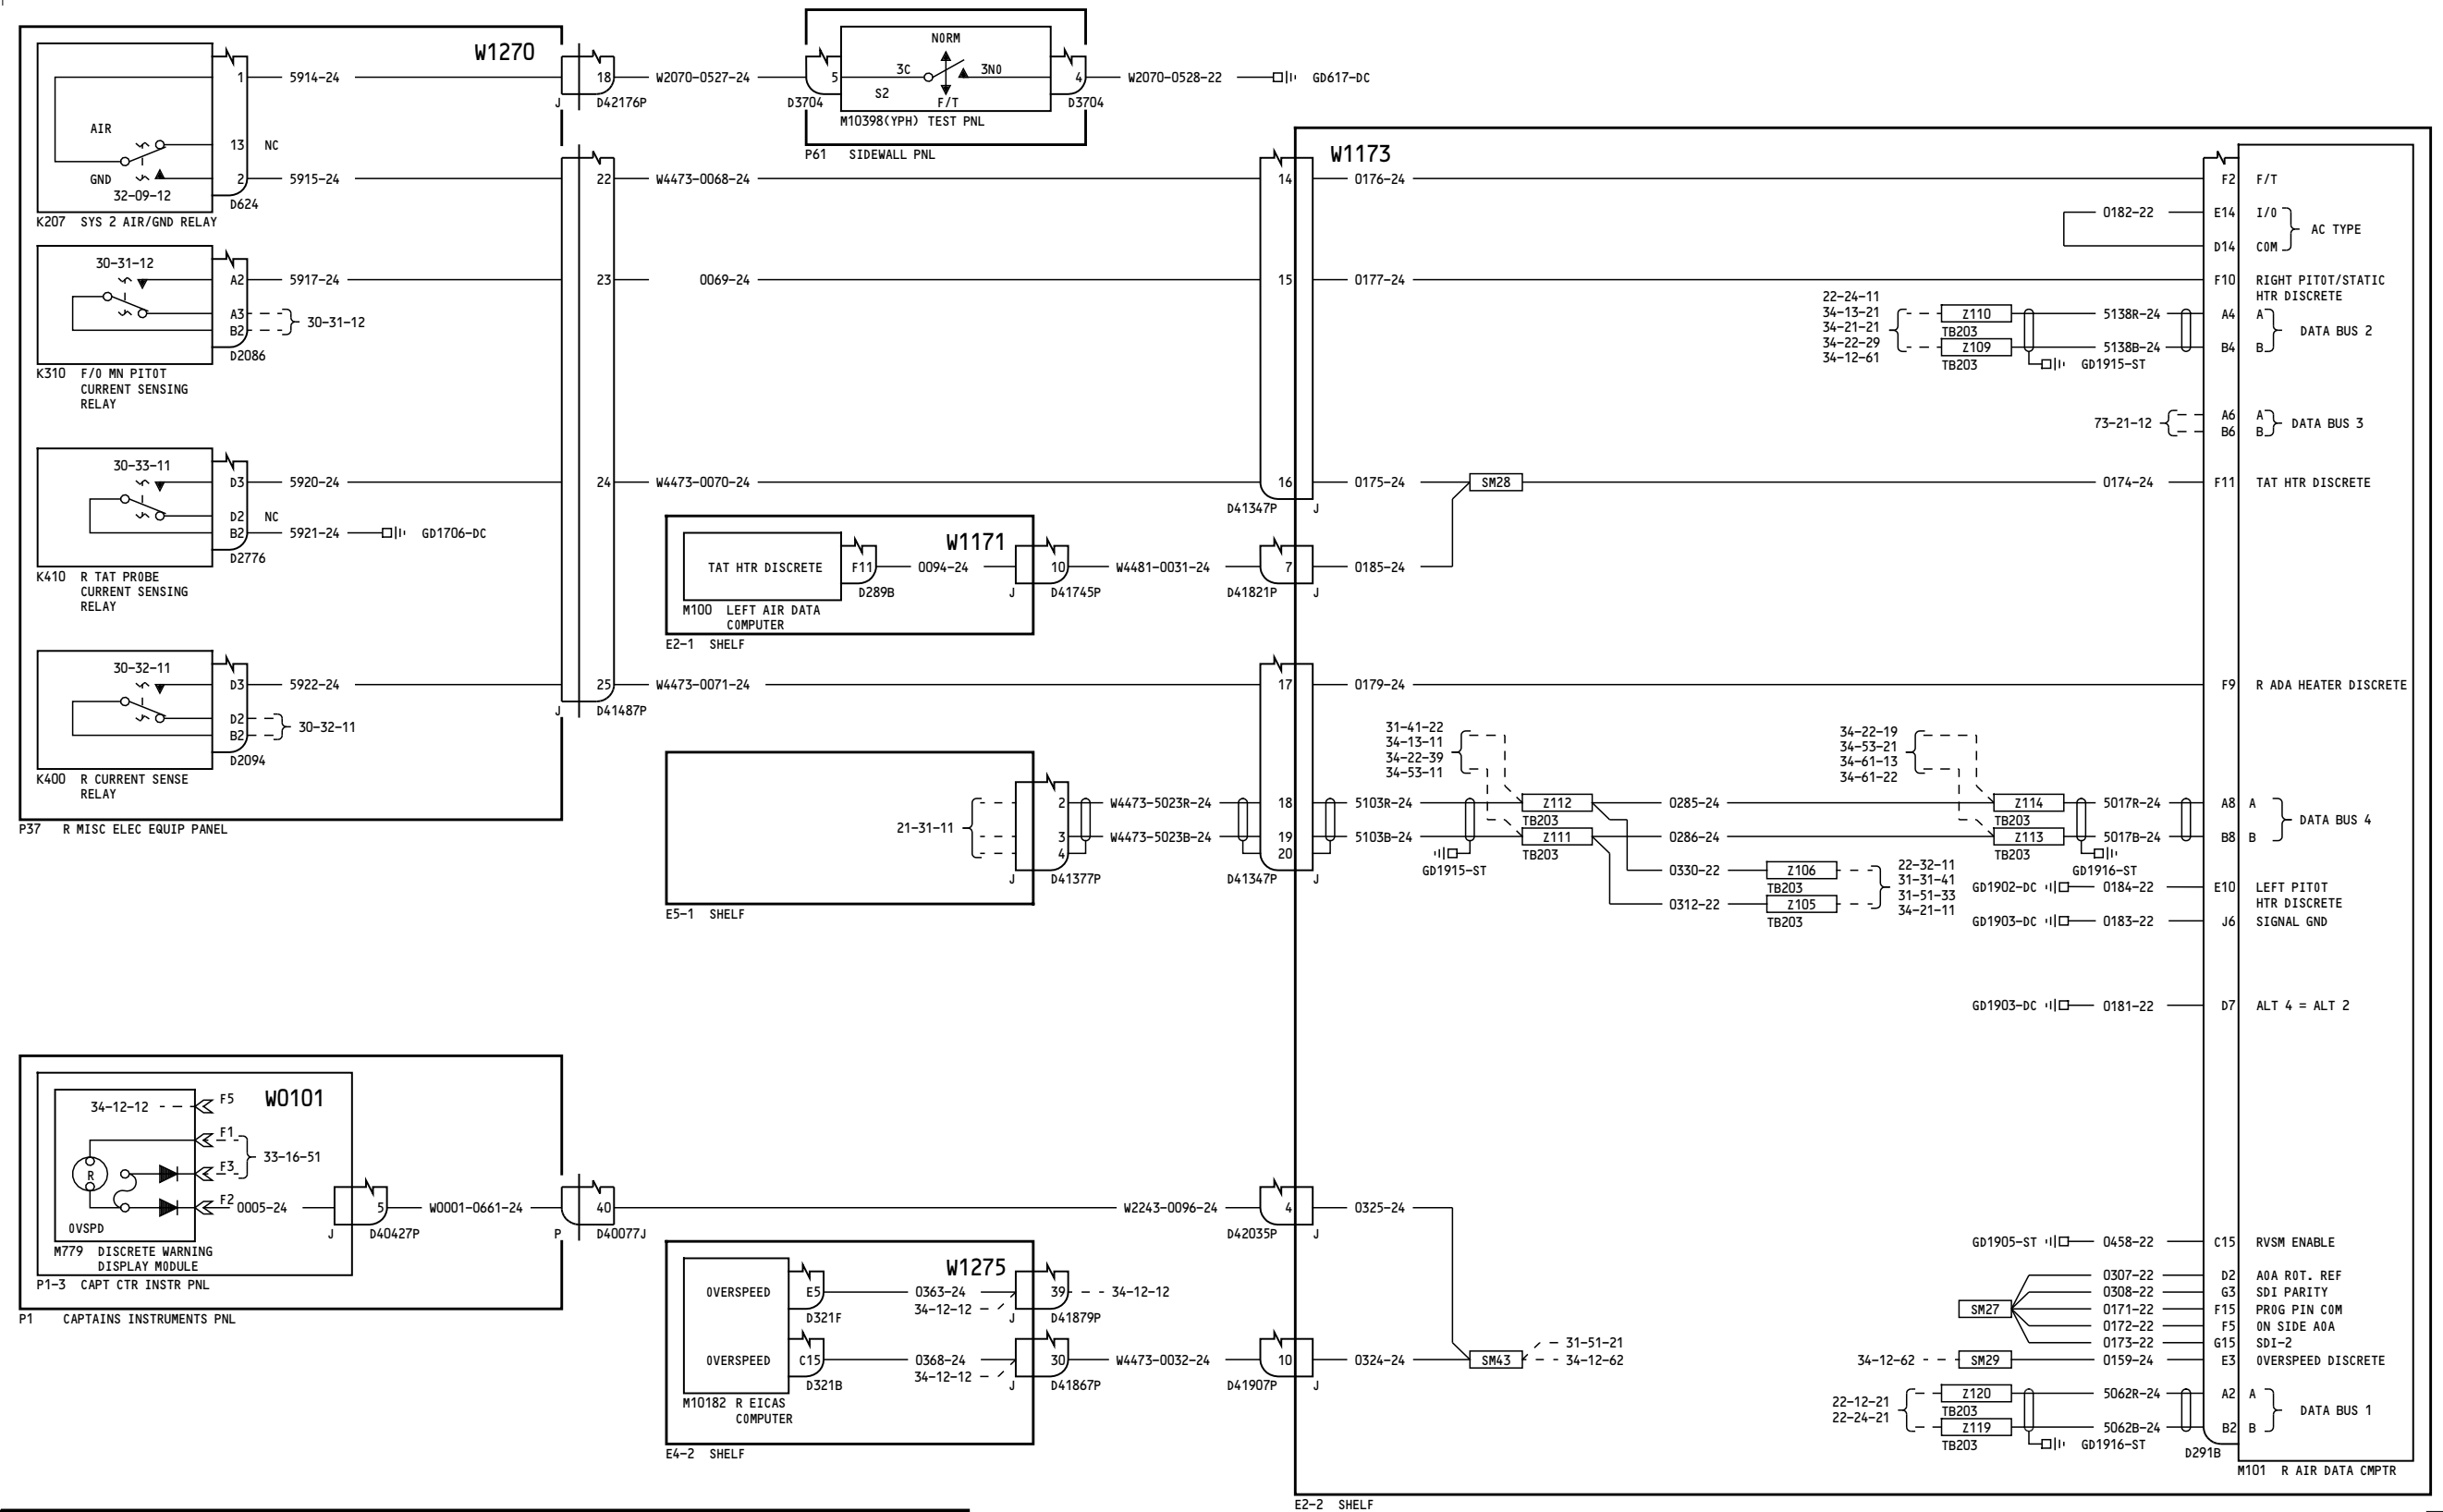 W1270
AIR
GND
32-09-12
1
13
2
NC
5914-24
5915-24
D624
K207 SYS 2 AIR/GND RELAY
J
18
D42176P
W2070-0527-24
5
D3704
NORM
3C
3NO
S2
F/T
M10398(YPH) TEST PNL
4
D3704
P61 SIDEWALL PNL
W2070-0528-22
GD617-DC
30-31-12
A2
A3
B2
5917-24
30-31-12
D2086
K310 F/O MN PITOT
CURRENT SENSING
RELAY
30-33-11
D3
D2
B2
5920-24
NC
5921-24
GD1706-DC
D2776
K410 R TAT PROBE
CURRENT SENSING
RELAY
30-32-11
D3
D2
B2
5922-24
30-32-11
D2094
K400 R CURRENT SENSE
RELAY
P37 R MISC ELEC EQUIP PANEL
22
23
24
25
J
D41487P
W4473-0068-24
0069-24
W4473-0070-24
W4473-0071-24
14
15
16
D41347P
J
W1171
TAT HTR DISCRETE
F11
D289B
0094-24
J
10
D41745P
W4481-0031-24
7
D41821P
J
M100 LEFT AIR DATA
COMPUTER
E2-1 SHELF
21-31-11
2
3
4
J
D41377P
W4473-5023R-24
W4473-5023B-24
17
18
19
20
D41347P
J
E5-1 SHELF
W0101
34-12-12
F5
F1
F3
F2
33-16-51
R
OVSPD
0005-24
M779 DISCRETE WARNING
DISPLAY MODULE
P1-3 CAPT CTR INSTR PNL
P1 CAPTAINS INSTRUMENTS PNL
J
5
D40427P
W0001-0661-24
P
40
D40077J
W2243-0096-24
4
D42035P
J
W1275
OVERSPEED
E5
D321F
0363-24
34-12-12
J
39
D41879P
34-12-12
OVERSPEED
C15
D321B
0368-24
34-12-12
J
30
D41867P
W4473-0032-24
10
D41907P
J
M10182 R EICAS
COMPUTER
E4-2 SHELF
W1173
0176-24
0177-24
0175-24
SM28
0174-24
0185-24
0179-24
31-41-22
34-13-11
34-22-39
34-53-11
5103R-24
5103B-24
GD1915-ST
Z112
TB203
Z111
TB203
0285-24
0286-24
0330-22
0312-22
Z106
TB203
Z105
TB203
22-32-11
31-31-41
31-51-33
34-21-11
34-22-19
34-53-21
34-61-13
34-61-22
Z114
TB203
Z113
TB203
5017R-24
5017B-24
GD1916-ST
0325-24
0324-24
SM43
31-51-21
34-12-62
F2 F/T
0182-22
E14 I/O
D14 COM
AC TYPE
F10 RIGHT PITOT/STATIC
HTR DISCRETE
22-24-11
34-13-21
34-21-21
34-22-29
34-12-61
Z110
TB203
Z109
TB203
5138R-24
5138B-24
GD1915-ST
A4 A
B4 B
DATA BUS 2
73-21-12
A6 A
B6 B
DATA BUS 3
F11 TAT HTR DISCRETE
F9 R ADA HEATER DISCRETE
A8 A
B8 B
DATA BUS 4
GD1902-DC 0184-22 E10 LEFT PITOT
HTR DISCRETE
GD1903-DC 0183-22 J6 SIGNAL GND
GD1903-DC 0181-22 D7 ALT 4 = ALT 2
GD1905-ST 0458-22 C15 RVSM ENABLE
0307-22 D2 AOA ROT. REF
0308-22 G3 SDI PARITY
SM27 0171-22 F15 PROG PIN COM
0172-22 F5 ON SIDE AOA
0173-22 G15 SDI-2
34-12-62 SM29 0159-24 E3 OVERSPEED DISCRETE
22-12-21
22-24-21
Z120
TB203
Z119
TB203
5062R-24
5062B-24
GD1916-ST
A2 A
B2 B
DATA BUS 1
D291B
M101 R AIR DATA CMPTR
E2-2 SHELF